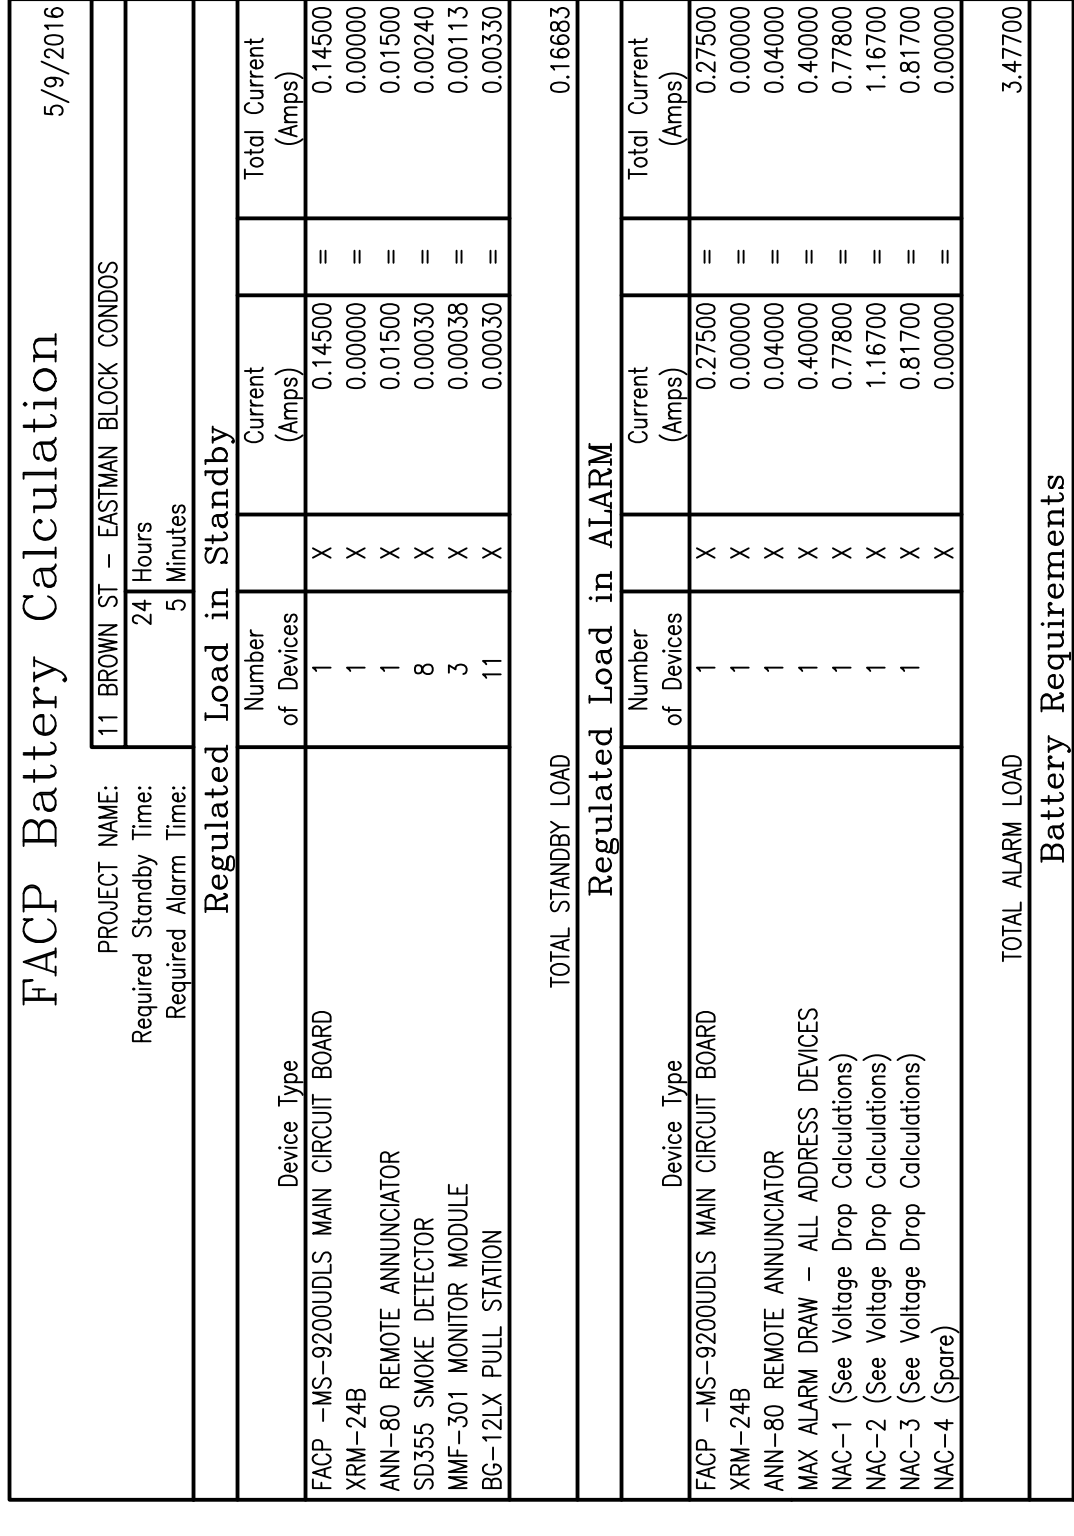 FACP Battery Calculation 5/9/2016
PROJECT NAME: 11 BROWN ST – EASTMAN BLOCK CONDOS
Required Standby Time: 24 Hours
Required Alarm Time: 5 Minutes
Regulated Load in Standby
Device Type Number of Devices Current (Amps) Total Current (Amps)
FACP –MS–9200UDLS MAIN CIRCUIT BOARD 1 X 0.14500 = 0.14500
XRM–24B 1 X 0.00000 = 0.00000
ANN–80 REMOTE ANNUNCIATOR 1 X 0.01500 = 0.01500
SD355 SMOKE DETECTOR 8 X 0.00030 = 0.00240
MMF–301 MONITOR MODULE 3 X 0.00038 = 0.00113
BG–12LX PULL STATION 11 X 0.00030 = 0.00330
TOTAL STANDBY LOAD 0.16683
Regulated Load in ALARM
Device Type Number of Devices Current (Amps) Total Current (Amps)
FACP –MS–9200UDLS MAIN CIRCUIT BOARD 1 X 0.27500 = 0.27500
XRM–24B 1 X 0.00000 = 0.00000
ANN–80 REMOTE ANNUNCIATOR 1 X 0.04000 = 0.04000
MAX ALARM DRAW – ALL ADDRESS DEVICES 1 X 0.40000 = 0.40000
NAC–1 (See Voltage Drop Calculations) 1 X 0.77800 = 0.77800
NAC–2 (See Voltage Drop Calculations) 1 X 1.16700 = 1.16700
NAC–3 (See Voltage Drop Calculations) 1 X 0.81700 = 0.81700
NAC–4 (Spare) X 0.00000 = 0.00000
TOTAL ALARM LOAD 3.47700
Battery Requirements